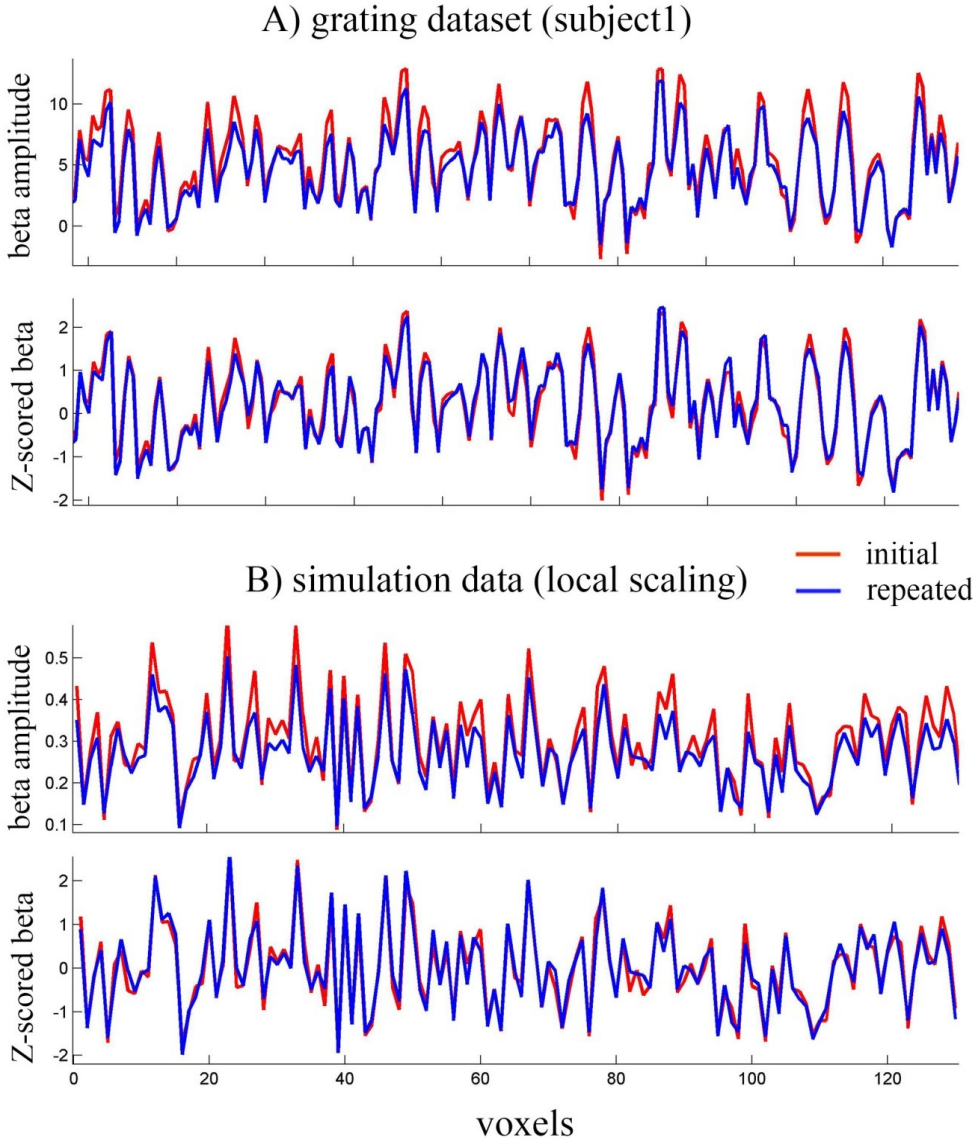 A) grating dataset (subject1)
beta amplitude
10
5
0
Z-scored beta
2
1
0
-1
-2
initial
repeated
B) simulation data (local scaling)
beta amplitude
0.5
0.4
0.3
0.2
0.1
Z-scored beta
2
1
0
-1
-2
0 20 40 60 80 100 120
voxels